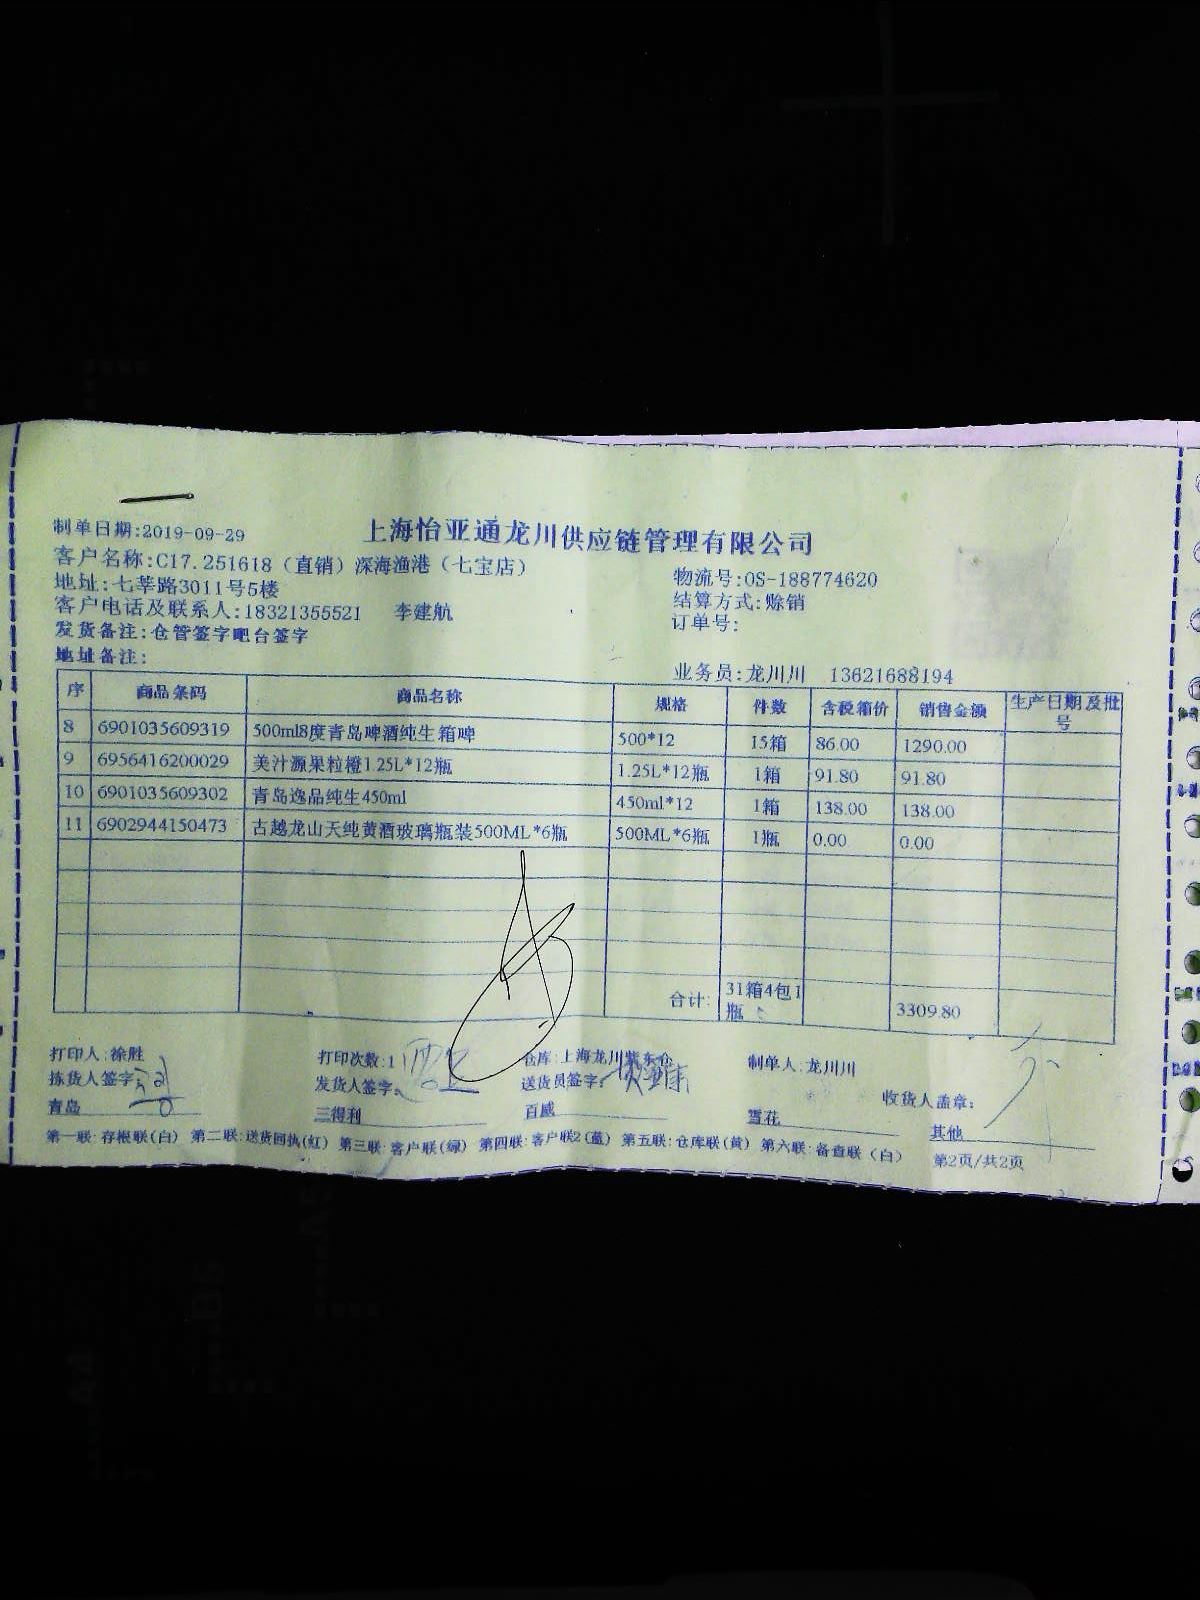 上海怡亚通龙川供应链管理有限公司
制单日期:2019-09-29
客户名称:C17.251618（直销）深海渔港（七宝店）
地址:七莘路3011号5楼 物流号:OS-188774620
客户电话及联系人:18321355521 李建航 结算方式:赊销
发货备注:仓管签字吧台签字 订单号:
地址备注: 业务员:龙川川 13621688194
序 商品条码 商品名称 规格 件数 含税箱价 销售金额 生产日期及批号
8 6901035609319 500ml8度青岛啤酒纯生箱啤 500*12 15箱 86.00 1290.00
9 6956416200029 美汁源果粒橙1.25L*12瓶 1.25L*12瓶 1箱 91.80 91.80
10 6901035609302 青岛逸品纯生450ml 450ml*12 1箱 138.00 138.00
11 6902944150473 古越龙山天纯黄酒玻璃瓶装500ML*6瓶 500ML*6瓶 1瓶 0.00 0.00
合计: 31箱4包1瓶 3309.80
打印人:徐胜 打印次数:1 仓库:上海龙川紫东仓 制单人:龙川川
拣货人签字: 发货人签字: 送货员签字: 收货人盖章:
青岛 三得利 百威 雪花 其他
第一联:存根联(白) 第二联:送货回执(红) 第三联:客户联(绿) 第四联:客户联2(蓝) 第五联:仓库联(黄) 第六联:备查联（白） 第2页/共2页